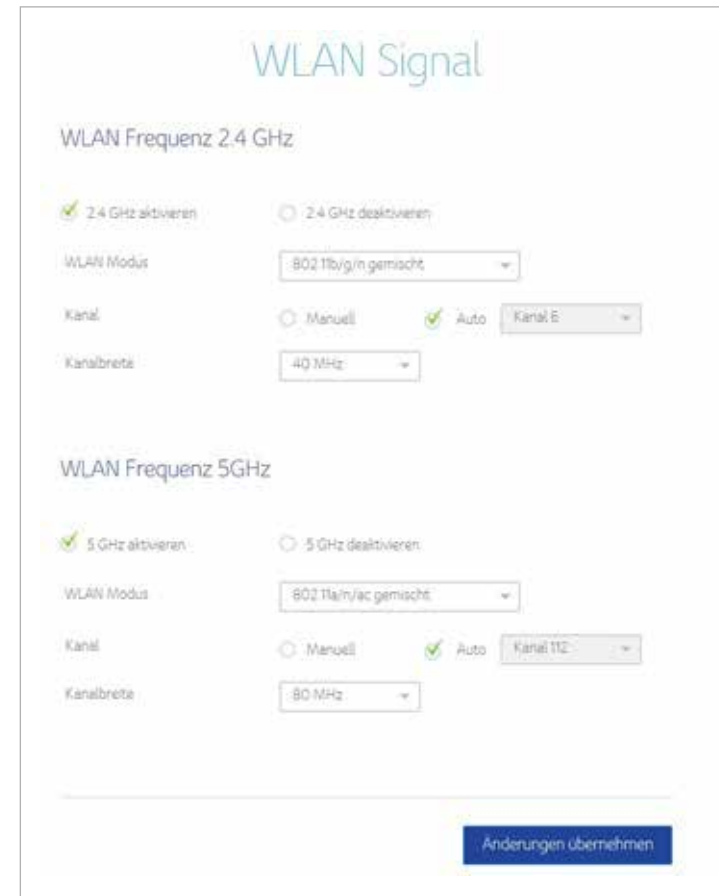 WLAN Signal
WLAN Frequenz 2.4 GHz
2.4 GHz aktivieren 2.4 GHz deaktivieren
WLAN Modus 802.11b/g/n gemischt
Kanal Manuell Auto Kanal 6
Kanalbreite 40 MHz
WLAN Frequenz 5GHz
5 GHz aktivieren 5 GHz deaktivieren
WLAN Modus 802.11a/n/ac gemischt
Kanal Manuell Auto Kanal 112
Kanalbreite 80 MHz
Änderungen übernehmen